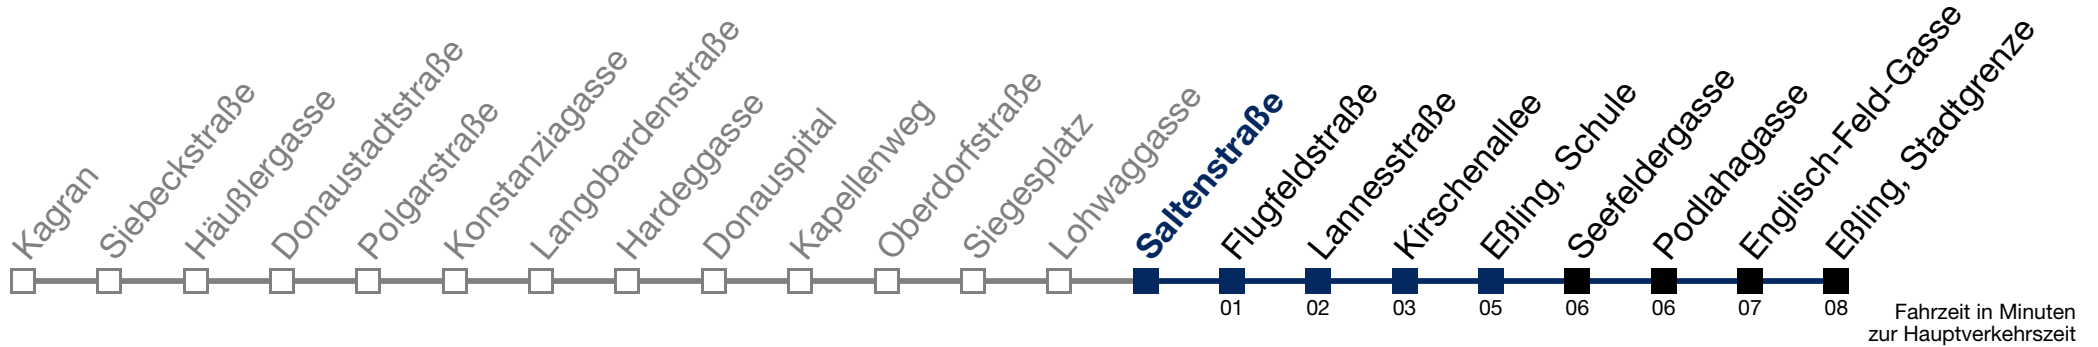 Kagran
Siebeckstraße
Häußlergasse
Donaustadtstraße
Polgarstraße
Konstanziagasse
Langobardenstraße
Hardeggasse
Donauspital
Kapellenweg
Oberdorfstraße
Siegesplatz
Lohwaggasse
Saltenstraße
Flugfeldstraße
Lannesstraße
Kirschenallee
Eßling, Schule
Seefeldergasse
Podlahagasse
Englisch-Feld-Gasse
Eßling, Stadtgrenze
01 02 03 05 06 06 07 08
Fahrzeit in Minuten
zur Hauptverkehrszeit